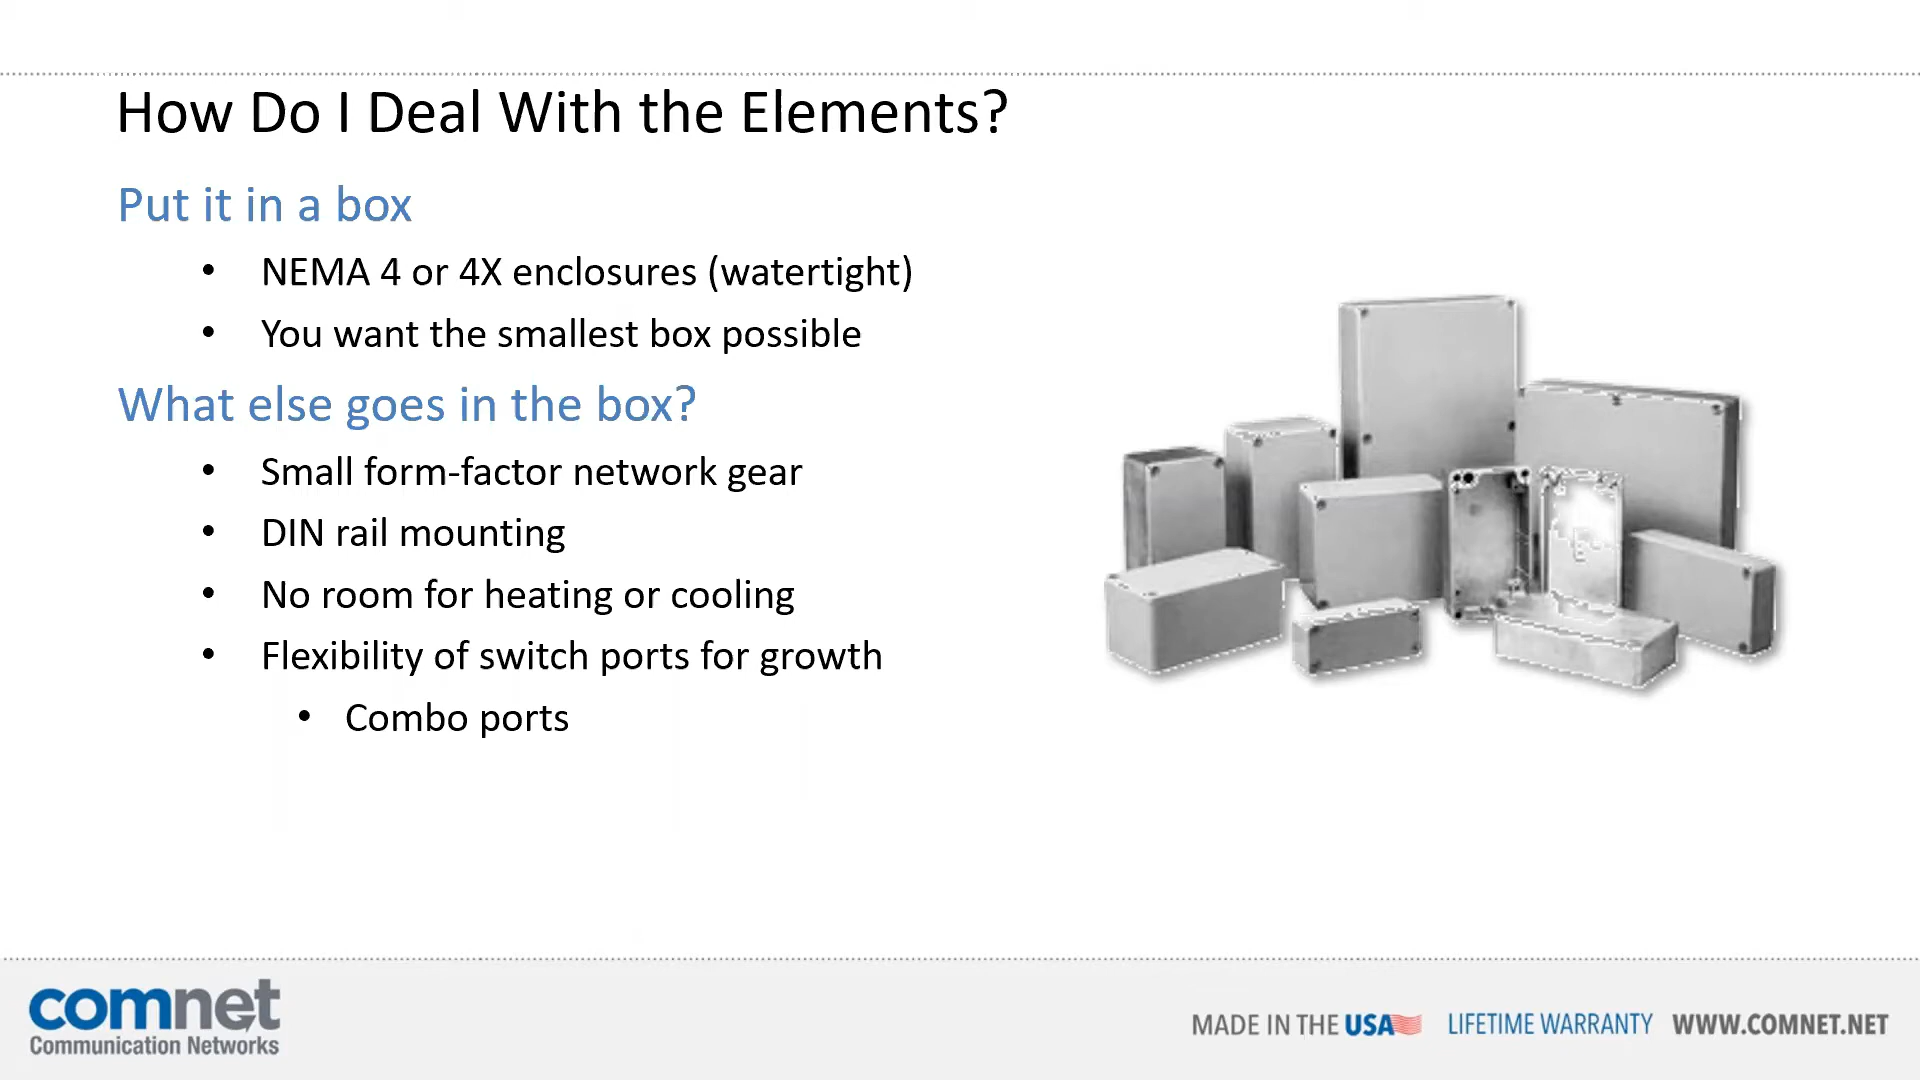 How Do I Deal With the Elements?
Put it in a box
• NEMA 4 or 4X enclosures (watertight)
• You want the smallest box possible
What else goes in the box?
• Small form-factor network gear
• DIN rail mounting
• No room for heating or cooling
• Flexibility of switch ports for growth
• Combo ports
comnet
Communication Networks
MADE IN THE USA LIFETIME WARRANTY WWW.COMNET.NET